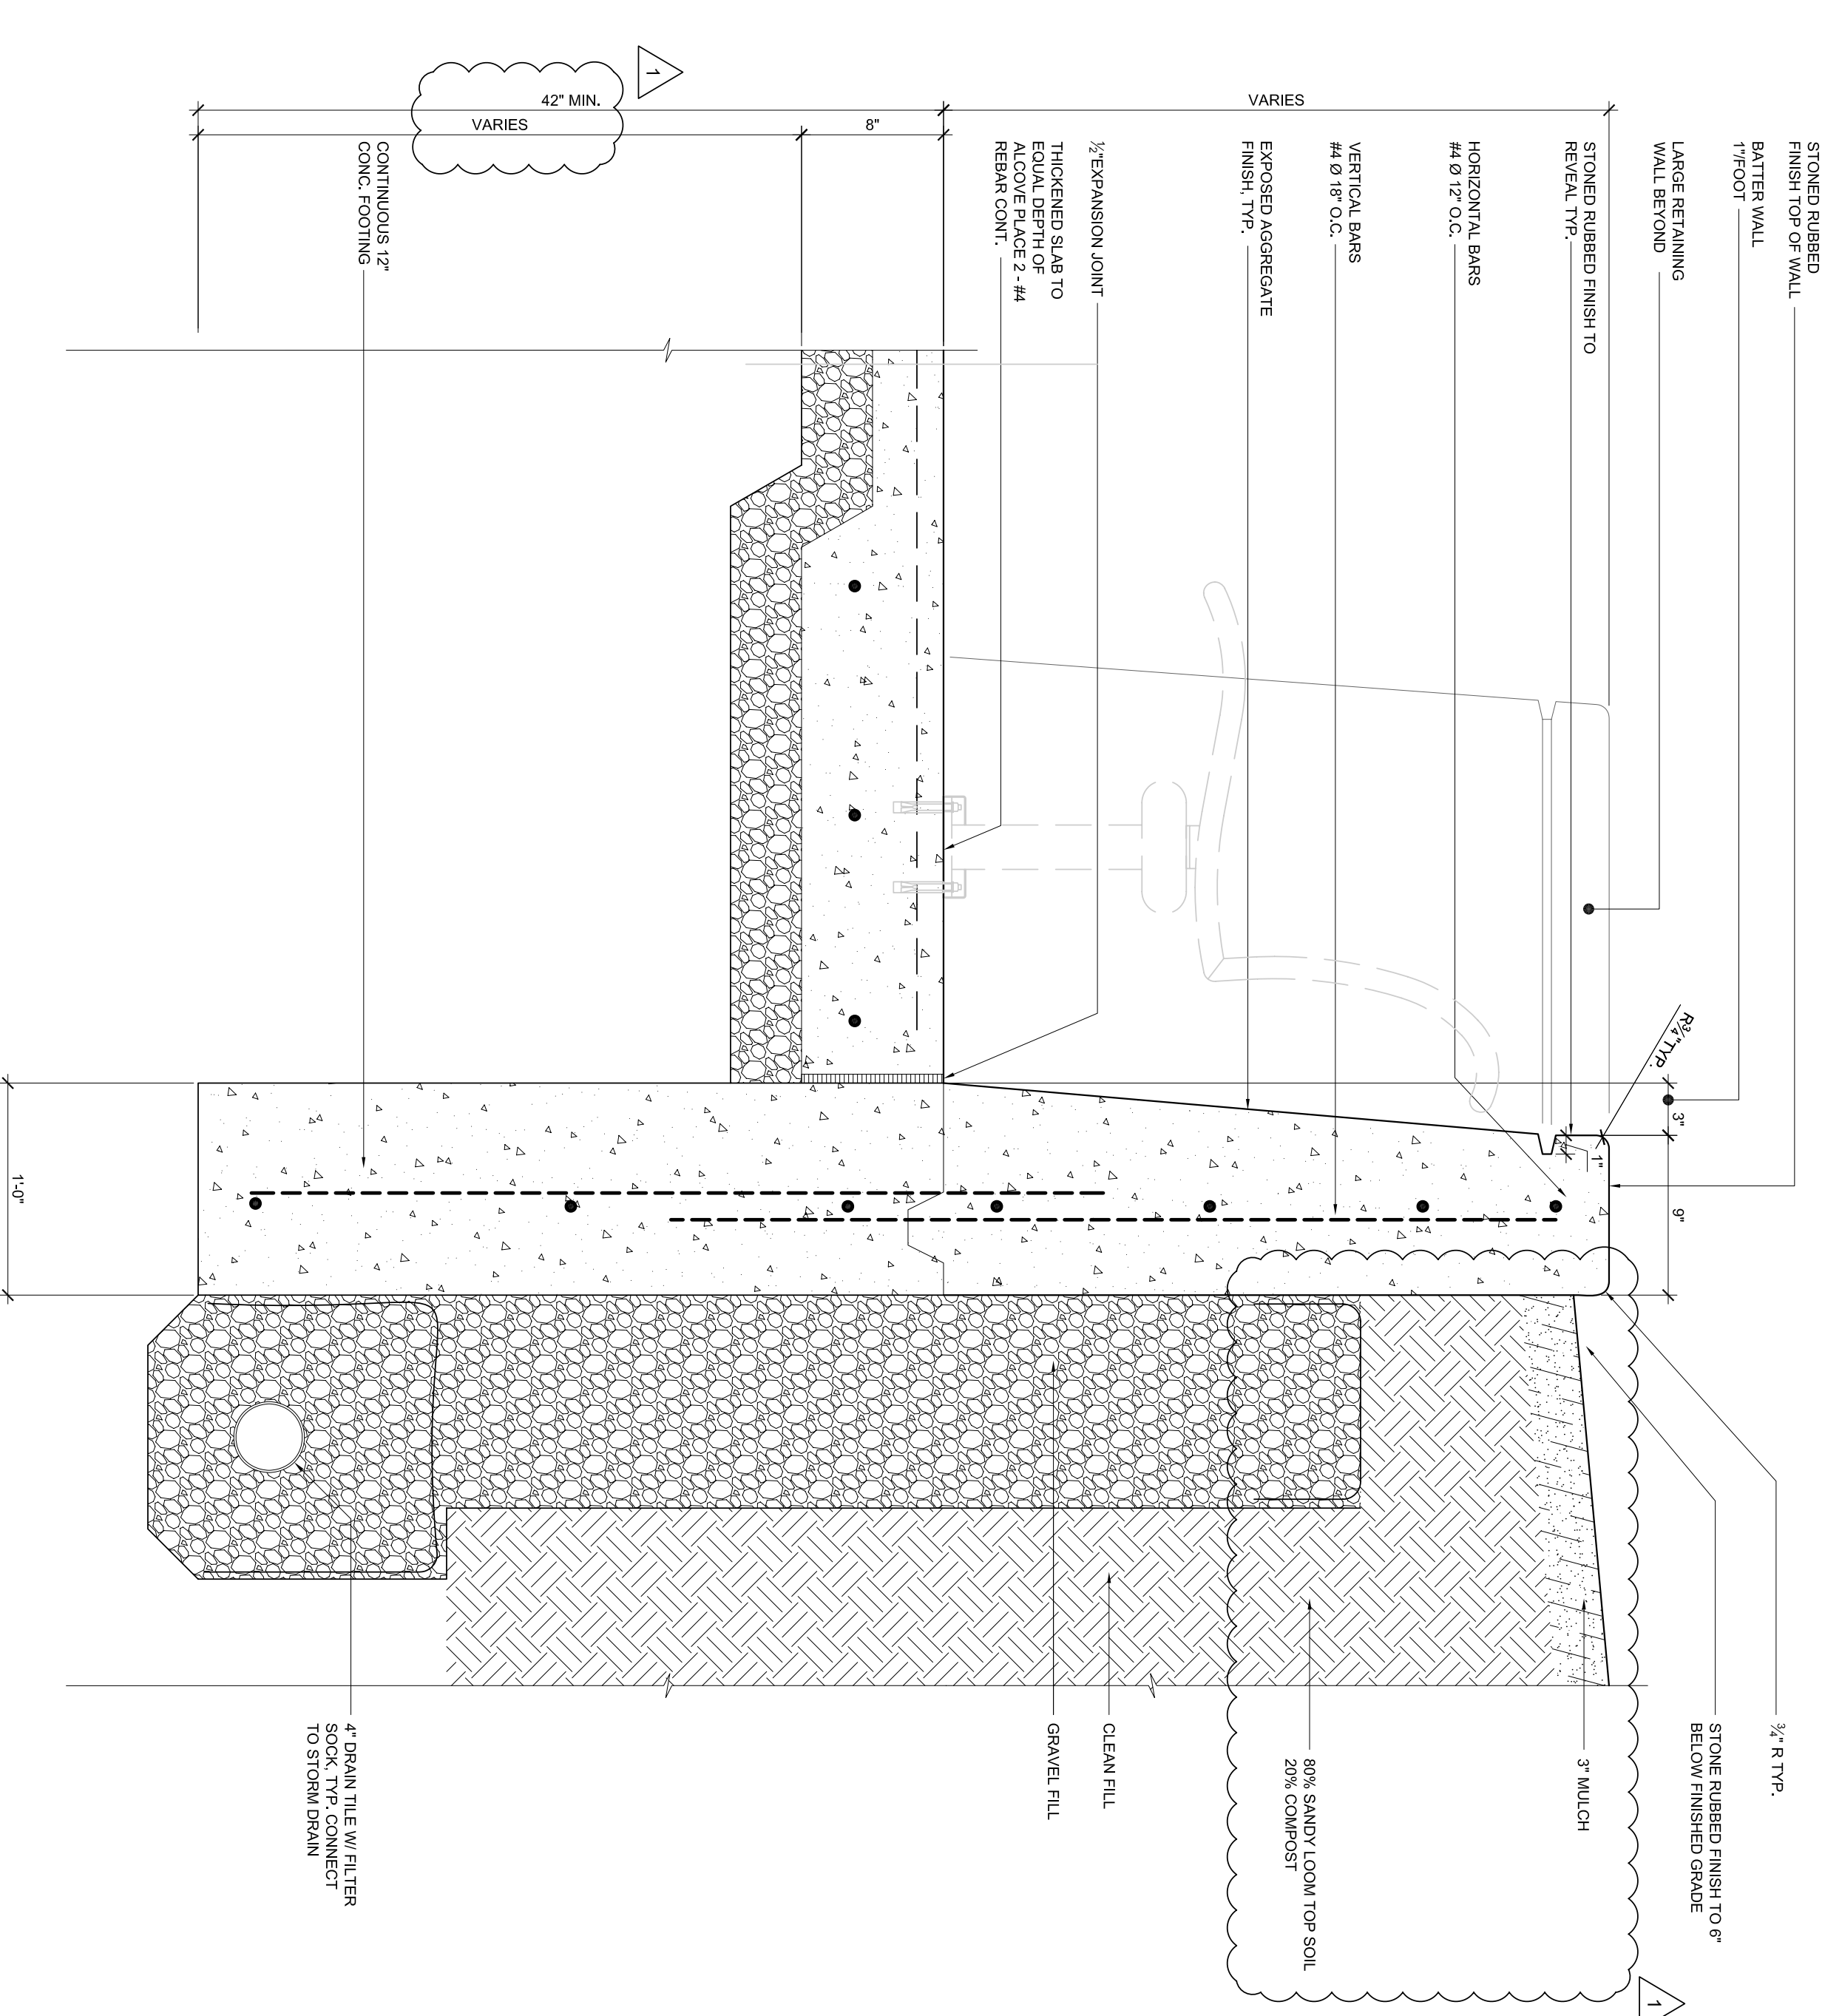 STONED RUBBED
FINISH TOP OF WALL
BATTER WALL
1"/FOOT
LARGE RETAINING
WALL BEYOND
STONED RUBBED FINISH TO
REVEAL TYP.
HORIZONTAL BARS
#4 Ø 12" O.C.
VERTICAL BARS
#4 Ø 18" O.C.
EXPOSED AGGREGATE
FINISH, TYP.
½"EXPANSION JOINT
THICKENED SLAB TO
EQUAL DEPTH OF
ALCOVE PLACE 2 - #4
REBAR CONT.
CONTINUOUS 12"
CONC. FOOTING
VARIES
8"
42" MIN.
VARIES
1
R¾"TYP.
3"
1"
9"
1'-0"
¾" R TYP.
STONE RUBBED FINISH TO 6"
BELOW FINISHED GRADE
3" MULCH
80% SANDY LOOM TOP SOIL
20% COMPOST
CLEAN FILL
GRAVEL FILL
4" DRAIN TILE W/ FILTER
SOCK, TYP. CONNECT
TO STORM DRAIN
1